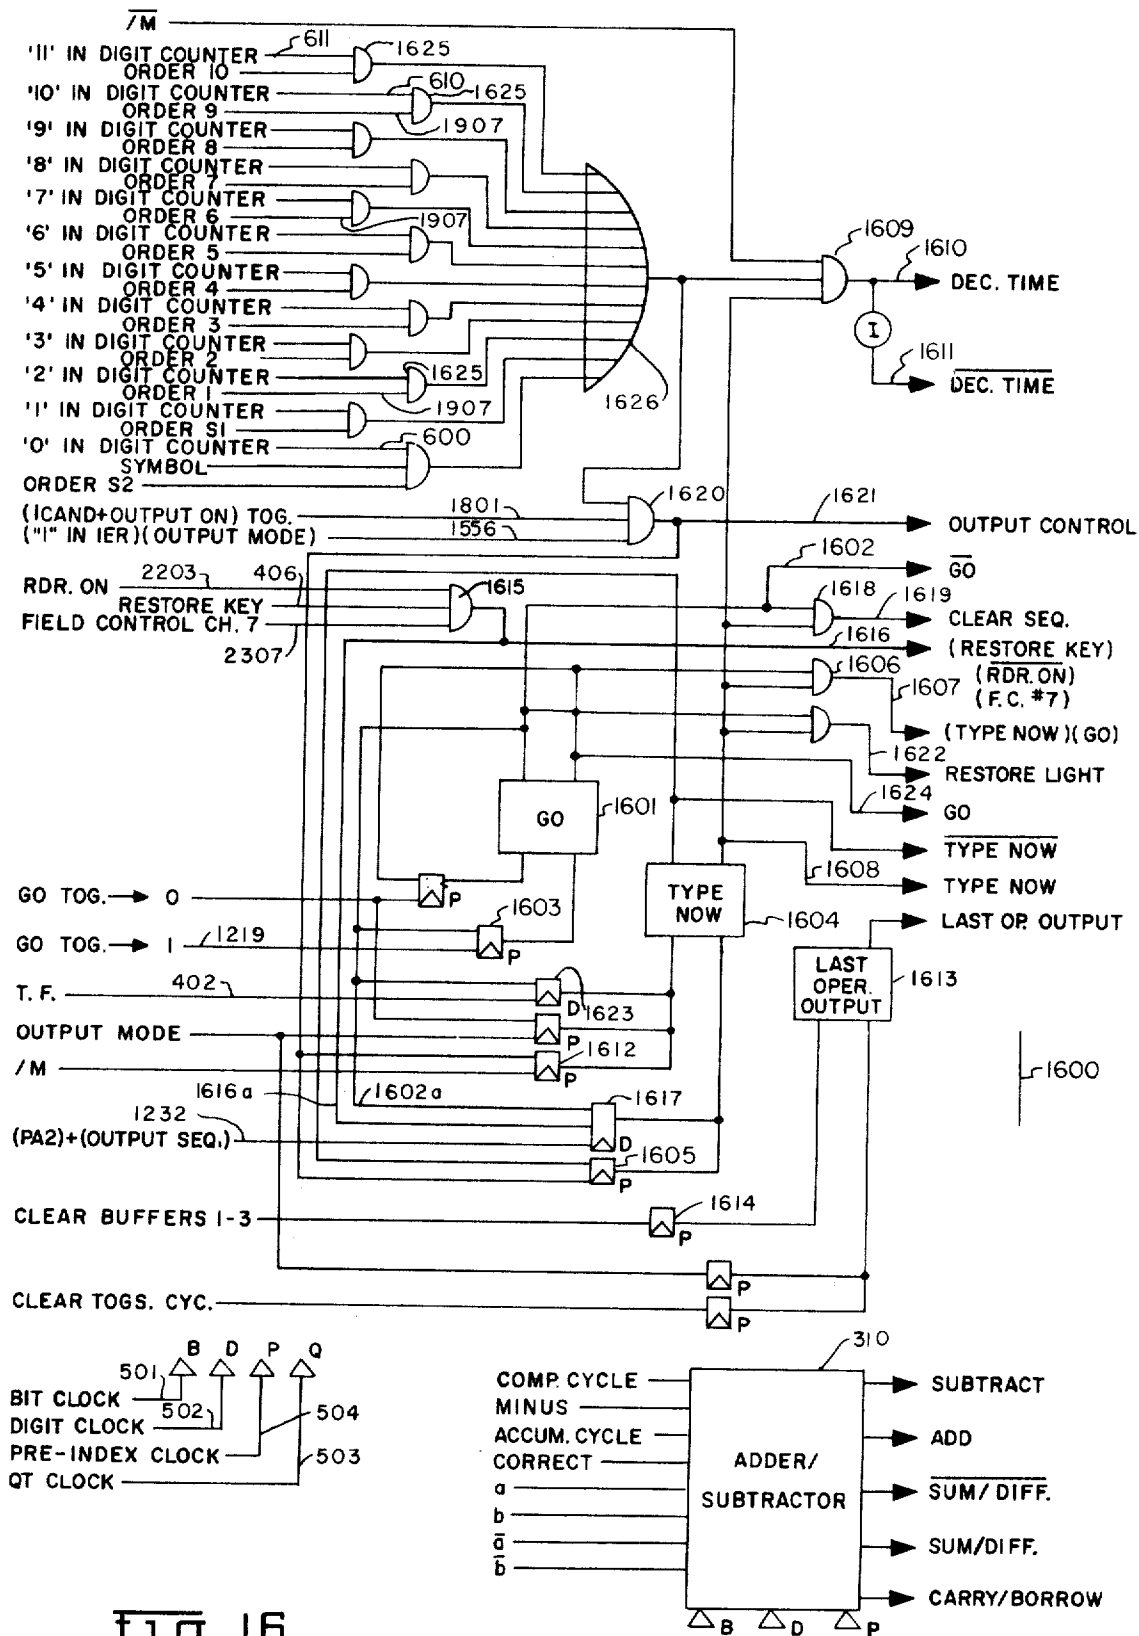 /M̅
'11' IN DIGIT COUNTER 611 1625
ORDER 10
'10' IN DIGIT COUNTER 610 1625
ORDER 9 1907
'9' IN DIGIT COUNTER
ORDER 8
'8' IN DIGIT COUNTER
ORDER 7
'7' IN DIGIT COUNTER
ORDER 6 1907
'6' IN DIGIT COUNTER
ORDER 5
'5' IN DIGIT COUNTER
ORDER 4
'4' IN DIGIT COUNTER
ORDER 3
'3' IN DIGIT COUNTER
ORDER 2
'2' IN DIGIT COUNTER 1625
ORDER 1 1907
'1' IN DIGIT COUNTER
ORDER S1
'0' IN DIGIT COUNTER 600
SYMBOL
ORDER S2
1626
1609
1610
DEC. TIME
I
1611
D̅E̅C̅.̅ ̅T̅I̅M̅E̅
(ICAND+OUTPUT ON) TOG. 1801
("1" IN IER)(OUTPUT MODE) 1556
1620
1621
OUTPUT CONTROL
1602
G̅O̅
RDR. ON 2203 406
RESTORE KEY
FIELD CONTROL CH. 7
2307
1615
1618
1619
CLEAR SEQ.
1616
(RESTORE KEY)
(R̅D̅R̅.̅ ̅O̅N̅)
(F.C. #7)
1606
1607
(TYPE NOW)(GO)
1622
RESTORE LIGHT
1624
GO
GO
1601
T̅Y̅P̅E̅ ̅N̅O̅W̅
1608
TYPE NOW
TYPE NOW
1604
LAST OP. OUTPUT
LAST OPER. OUTPUT
1613
GO TOG. → 0
P
GO TOG. → 1 1219
1603
P
T.F. 402
D
1623
OUTPUT MODE
P
/M
1612
P
1616a
1602a
1617
1232
(PA2)+(OUTPUT SEQ.)
D
1605
P
1600
CLEAR BUFFERS 1-3
1614
P
P
CLEAR TOGS. CYC.
P
B D P Q
501
BIT CLOCK
502
DIGIT CLOCK
504
PRE-INDEX CLOCK
503
QT CLOCK
310
COMP. CYCLE
MINUS
ACCUM. CYCLE
CORRECT
a
b
a̅
b̅
ADDER/
SUBTRACTOR
SUBTRACT
ADD
S̅U̅M̅/̅D̅I̅F̅F̅.̅
SUM/DIFF.
CARRY/BORROW
B D P
fig 16